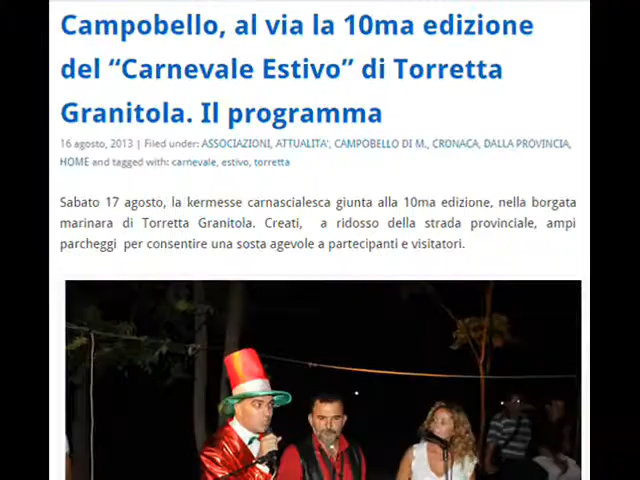 Campobello, al via la 10ma edizione
del “Carnevale Estivo” di Torretta
Granitola. Il programma
16 agosto, 2013 | Filed under: ASSOCIAZIONI, ATTUALITA', CAMPOBELLO DI M., CRONACA, DALLA PROVINCIA,
HOME and tagged with: carnevale, estivo, torretta
Sabato 17 agosto, la kermesse carnascialesca giunta alla 10ma edizione, nella borgata
marinara di Torretta Granitola. Creati, a ridosso della strada provinciale, ampi
parcheggi per consentire una sosta agevole a partecipanti e visitatori.